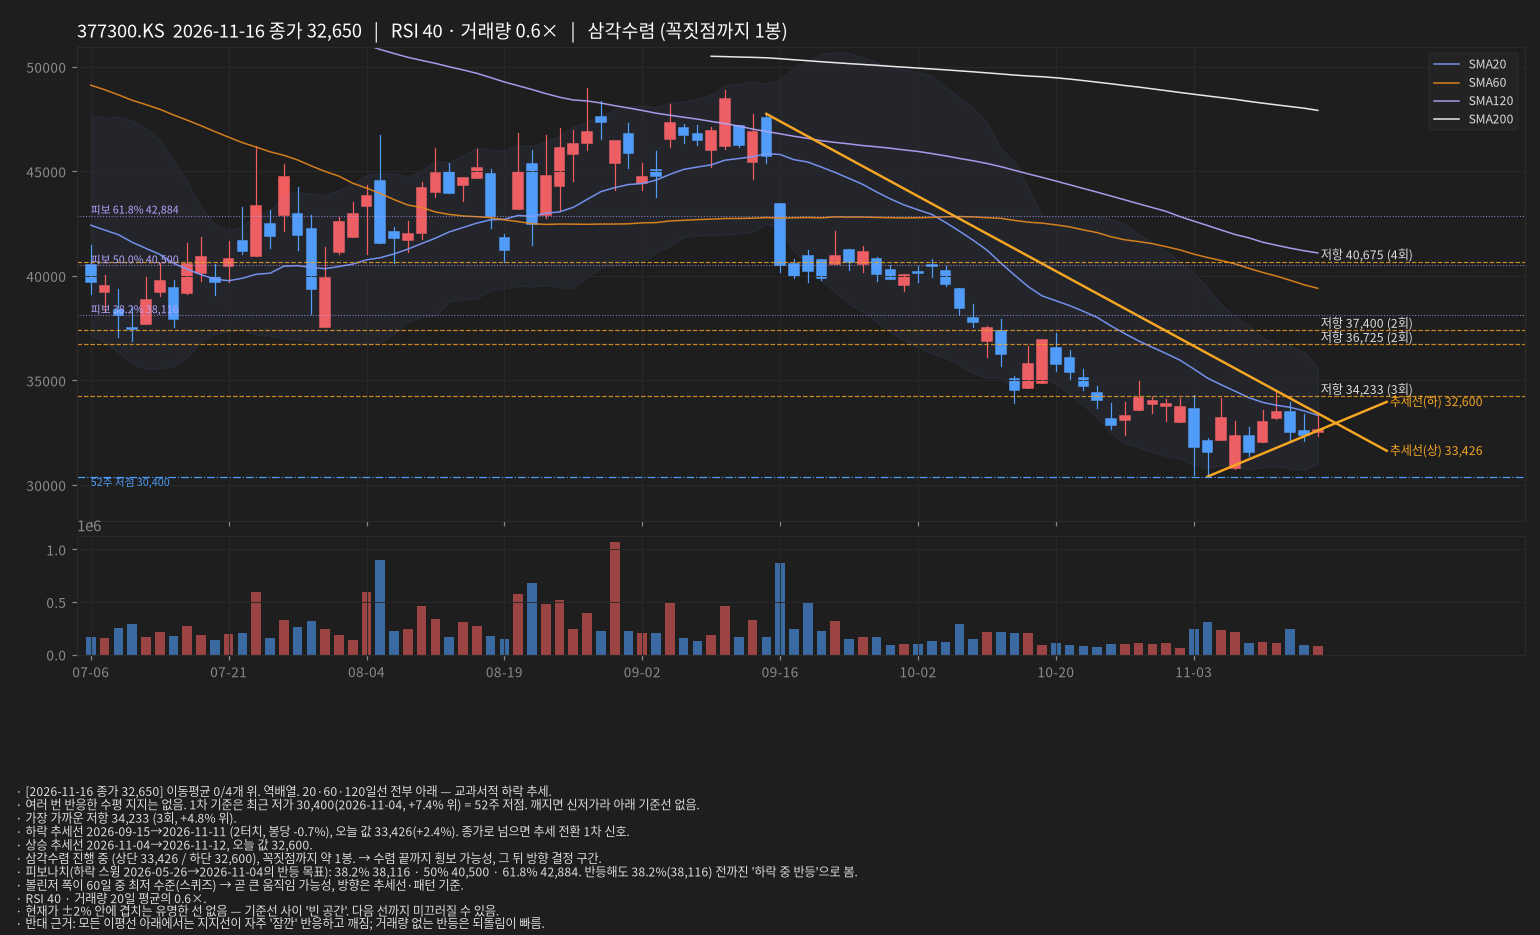 377300.KS 2026-11-16 종가 32,650 | RSI 40 · 거래량 0.6× | 삼각수렴 (꼭짓점까지 1봉)
SMA20
SMA60
SMA120
SMA200
50000
45000
40000
35000
30000
피보 61.8% 42,884
피보 50.0% 40,500
피보 38.2% 38,116
52주 저점 30,400
저항 40,675 (4회)
저항 37,400 (2회)
저항 36,725 (2회)
저항 34,233 (3회)
추세선(하) 32,600
추세선(상) 33,426
1e6
1.0
0.5
0.0
07-06
07-21
08-04
08-19
09-02
09-16
10-02
10-20
11-03
· [2026-11-16 종가 32,650] 이동평균 0/4개 위. 역배열. 20·60·120일선 전부 아래 — 교과서적 하락 추세.
· 여러 번 반응한 수평 지지는 없음. 1차 기준은 최근 저가 30,400(2026-11-04, +7.4% 위) = 52주 저점. 깨지면 신저가라 아래 기준선 없음.
· 가장 가까운 저항 34,233 (3회, +4.8% 위).
· 하락 추세선 2026-09-15→2026-11-11 (2터치, 봉당 -0.7%), 오늘 값 33,426(+2.4%). 종가로 넘으면 추세 전환 1차 신호.
· 상승 추세선 2026-11-04→2026-11-12, 오늘 값 32,600.
· 삼각수렴 진행 중 (상단 33,426 / 하단 32,600), 꼭짓점까지 약 1봉. → 수렴 끝까지 횡보 가능성, 그 뒤 방향 결정 구간.
· 피보나치(하락 스윙 2026-05-26→2026-11-04의 반등 목표): 38.2% 38,116 · 50% 40,500 · 61.8% 42,884. 반등해도 38.2%(38,116) 전까진 '하락 중 반등'으로 봄.
· 볼린저 폭이 60일 중 최저 수준(스퀴즈) → 곧 큰 움직임 가능성, 방향은 추세선·패턴 기준.
· RSI 40 · 거래량 20일 평균의 0.6×.
· 현재가 ±2% 안에 겹치는 유명한 선 없음 — 기준선 사이 '빈 공간'. 다음 선까지 미끄러질 수 있음.
· 반대 근거: 모든 이평선 아래에서는 지지선이 자주 '잠깐' 반응하고 깨짐; 거래량 없는 반등은 되돌림이 빠름.